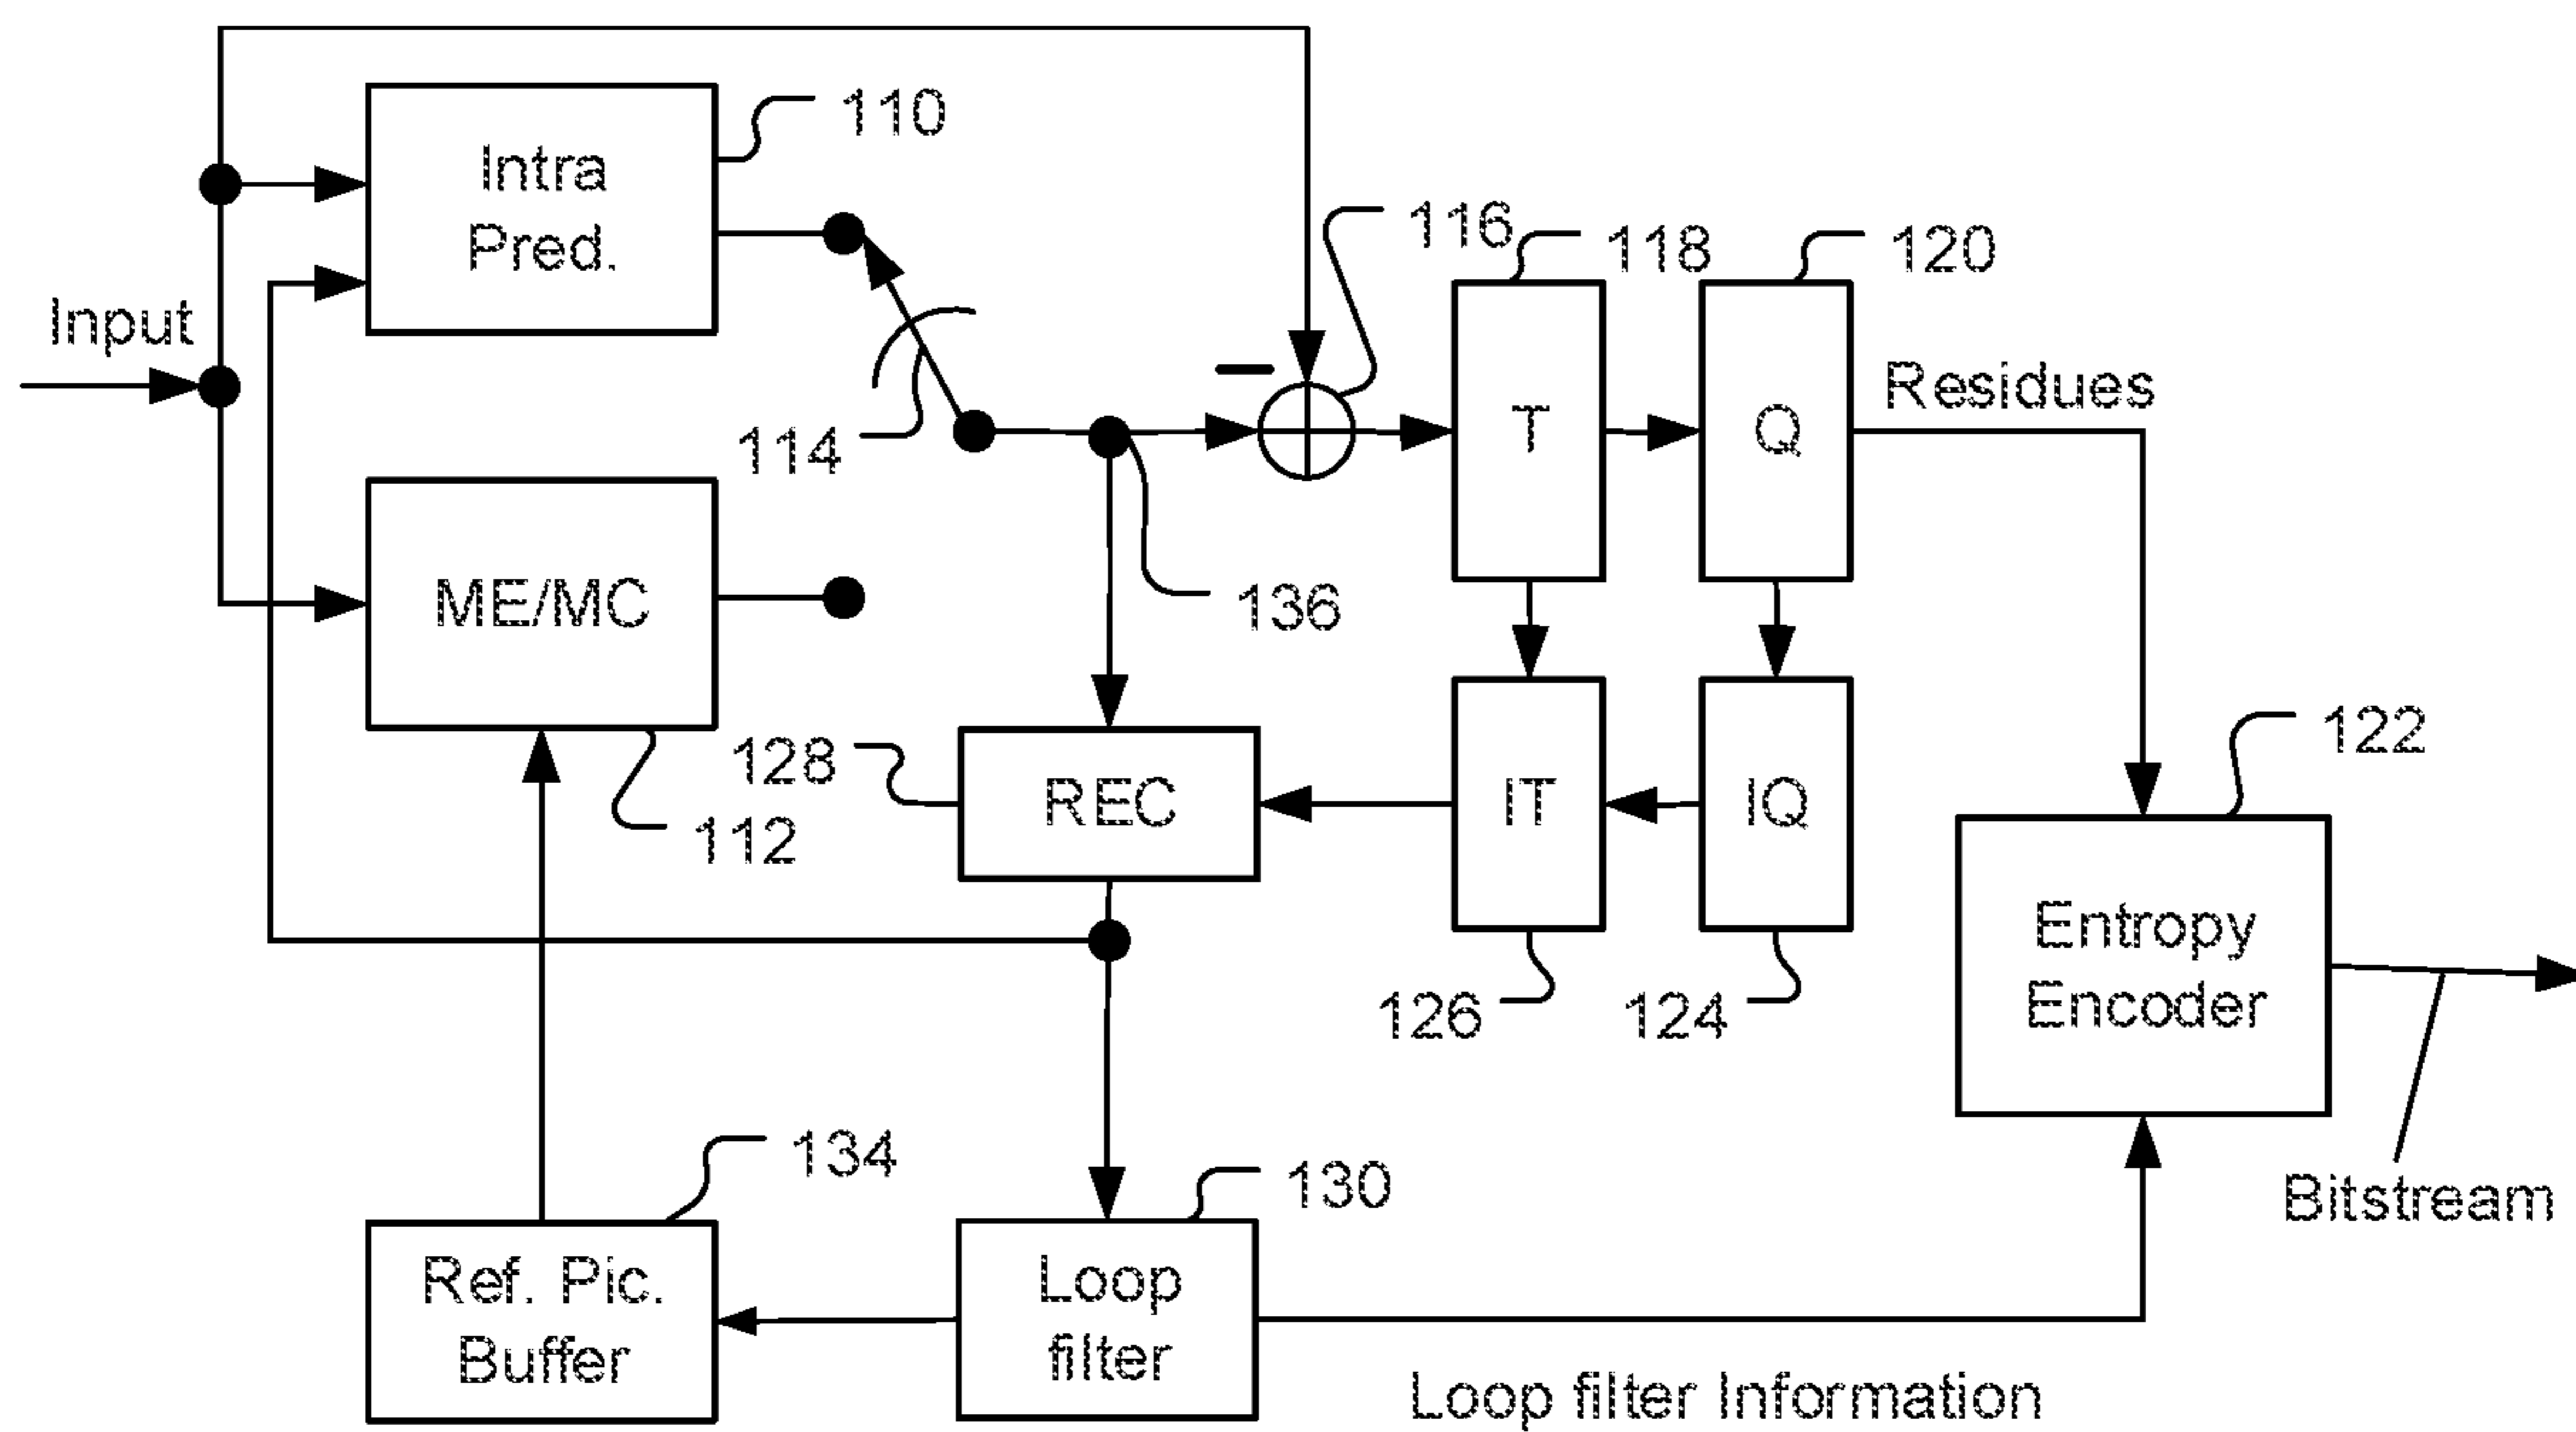 110
Intra
Pred.
116
118
120
Input
Residues
T
Q
114
136
ME/MC
128
REC
IT
IQ
122
112
Entropy
Encoder
126
124
134
130
Bitstream
Ref. Pic.
Buffer
Loop
filter
Loop filter Information